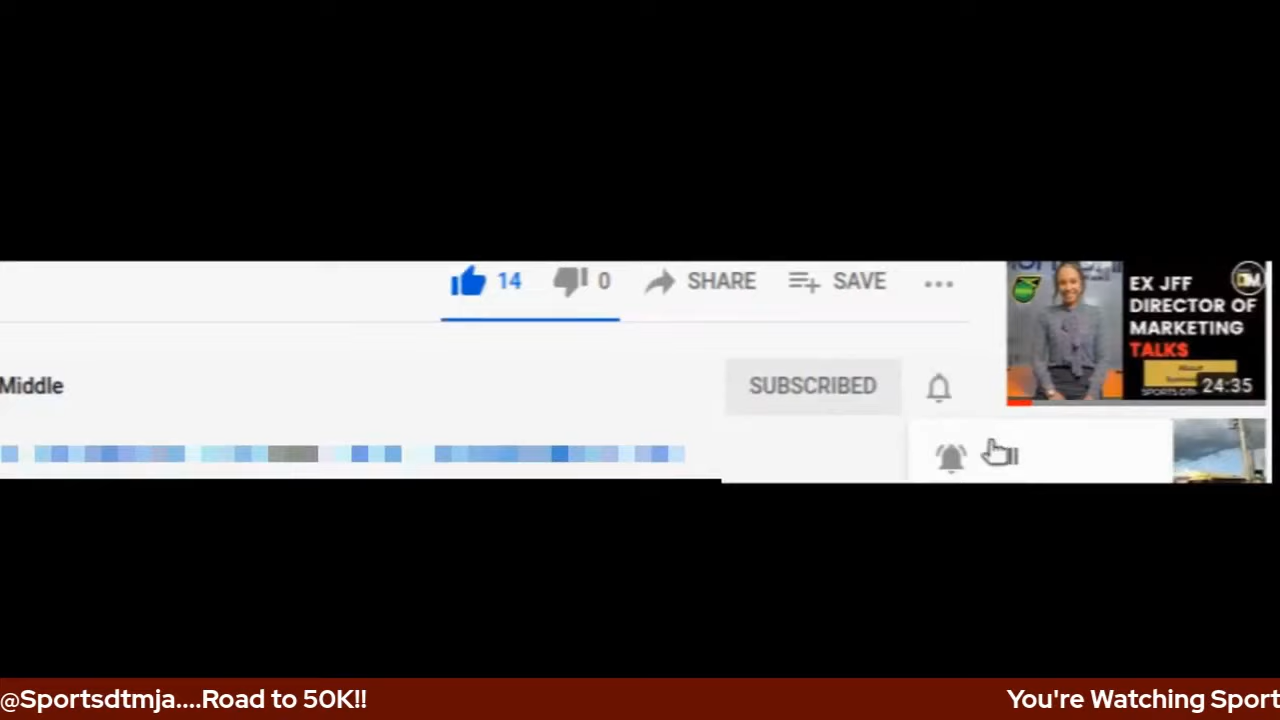 14 0 SHARE SAVE
Middle
SUBSCRIBED
EX JFF
DIRECTOR OF
MARKETING
TALKS
24:35
@Sportsdtmja....Road to 50K!!
You're Watching Sport